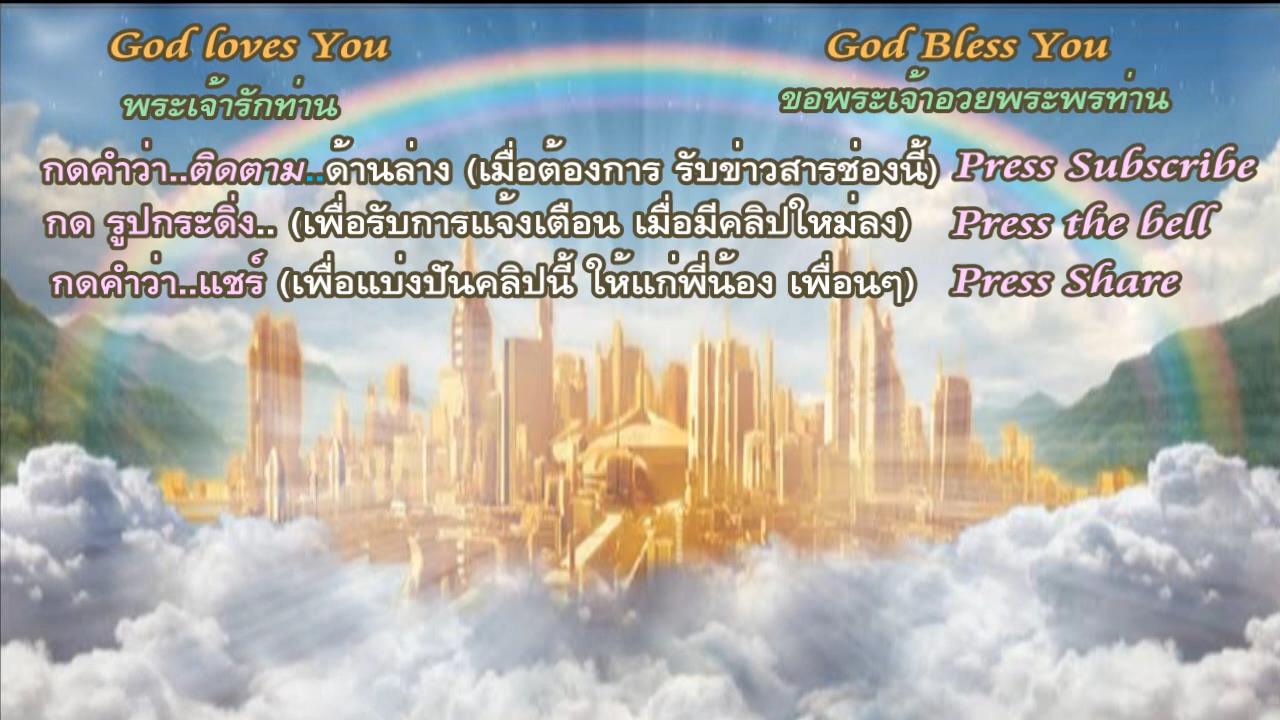 God loves You
God Bless You
พระเจ้ารักท่าน
ขอพระเจ้าอวยพระพรท่าน
กดคำว่า..ติดตาม..ด้านล่าง (เมื่อต้องการ รับข่าวสารช่องนี้) Press Subscribe
กด รูปกระดิ่ง.. (เพื่อรับการแจ้งเตือน เมื่อมีคลิปใหม่ลง) Press the bell
กดคำว่า..แชร์ (เพื่อแบ่งปันคลิปนี้ ให้แก่พี่น้อง เพื่อนๆ) Press Share